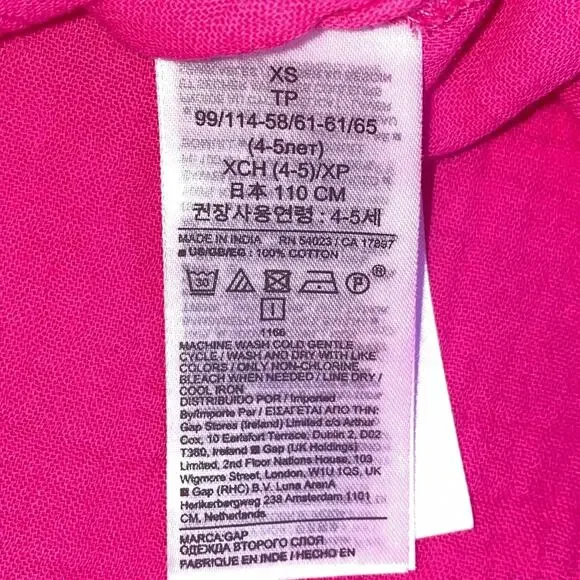 XS
TP
99/114-58/61-61/65
(4-5лет)
XCH (4-5)/XP
日本 110 CM
권장사용연령: 4-5세
MADE IN INDIA RN 54023 / CA 17897
US/GB/EG : 100% COTTON
30 P®
1166
MACHINE WASH COLD GENTLE
CYCLE / WASH AND DRY WITH LIKE
COLORS / ONLY NON-CHLORINE
BLEACH WHEN NEEDED / LINE DRY /
COOL IRON
DISTRIBUIDO POR / Imported
By/Importe Par / ΕΙΣΑΓΕΤΑΙ ΑΠΟ ΤΗΝ:
Gap Stores (Ireland) Limited c/o Arthur
Cox, 10 Earlsfort Terrace, Dublin 2, D02
T380, Ireland Gap (UK Holdings)
Limited, 2nd Floor Nations House, 103
Wigmore Street, London, W1U 1QS, UK
Gap (RHC) B.V. Luna ArenA
Herikerbergweg 238 Amsterdam 1101
CM, Netherlands
MARCA:GAP
ОДЕЖДА ВТОРОГО СЛОЯ
FABRIQUE EN INDE / HECHO EN